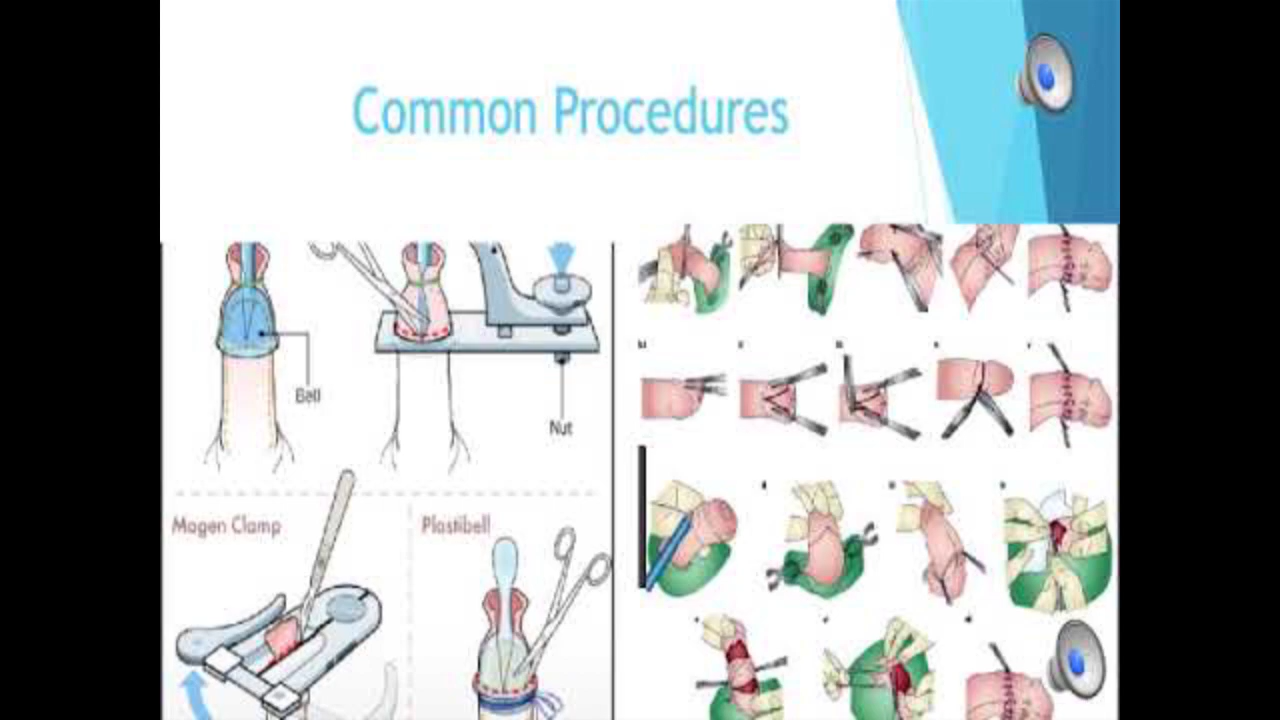 Common Procedures
Bell
Nut
Mogen Clamp
Plastibell